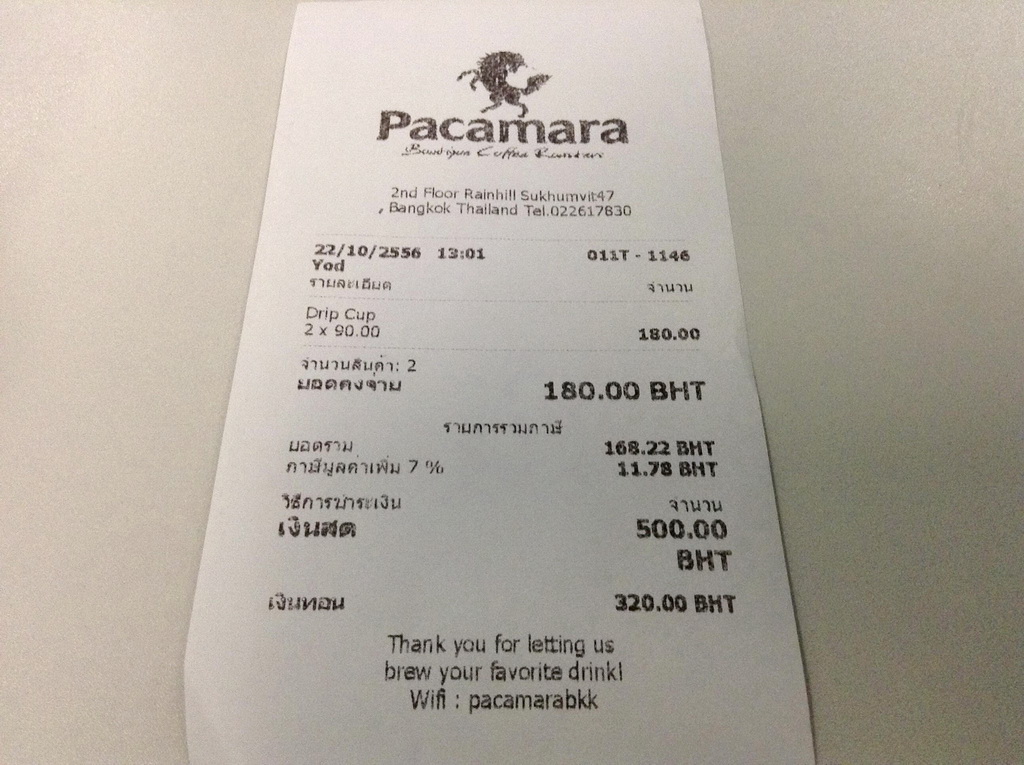 Pacamara
Boutique Coffee Roasters
2nd Floor Rainhill Sukhumvit47
, Bangkok Thailand Tel.022617830
22/10/2556 13:01 011T - 1146
Yod
รายละเอียด จำนวน
Drip Cup
2 x 90.00 180.00
จำนวนสินค้า: 2
ยอดคงจ่าย 180.00 BHT
รายการรวมภาษี
ยอดรวม 168.22 BHT
ภาษีมูลค่าเพิ่ม 7 % 11.78 BHT
วิธีการชำระเงิน จำนวน
เงินสด 500.00
BHT
เงินทอน 320.00 BHT
Thank you for letting us
brew your favorite drink!
Wifi : pacamarabkk